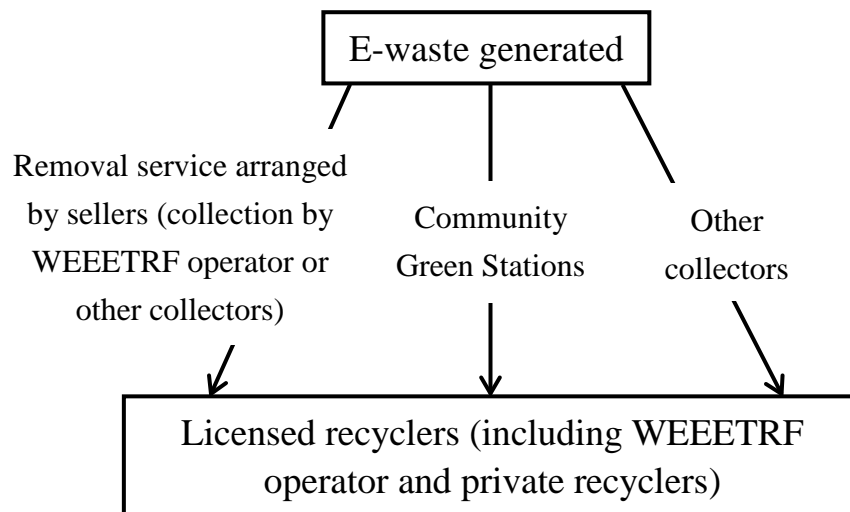 E-waste generated
Removal service arranged
by sellers (collection by
WEEETRF operator or
other collectors)
Community
Green Stations
Other
collectors
Licensed recyclers (including WEEETRF
operator and private recyclers)